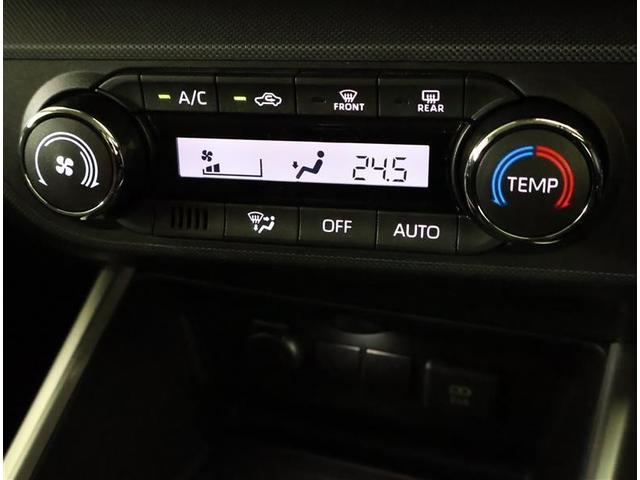 A/C
FRONT
REAR
24.5
TEMP
OFF
AUTO